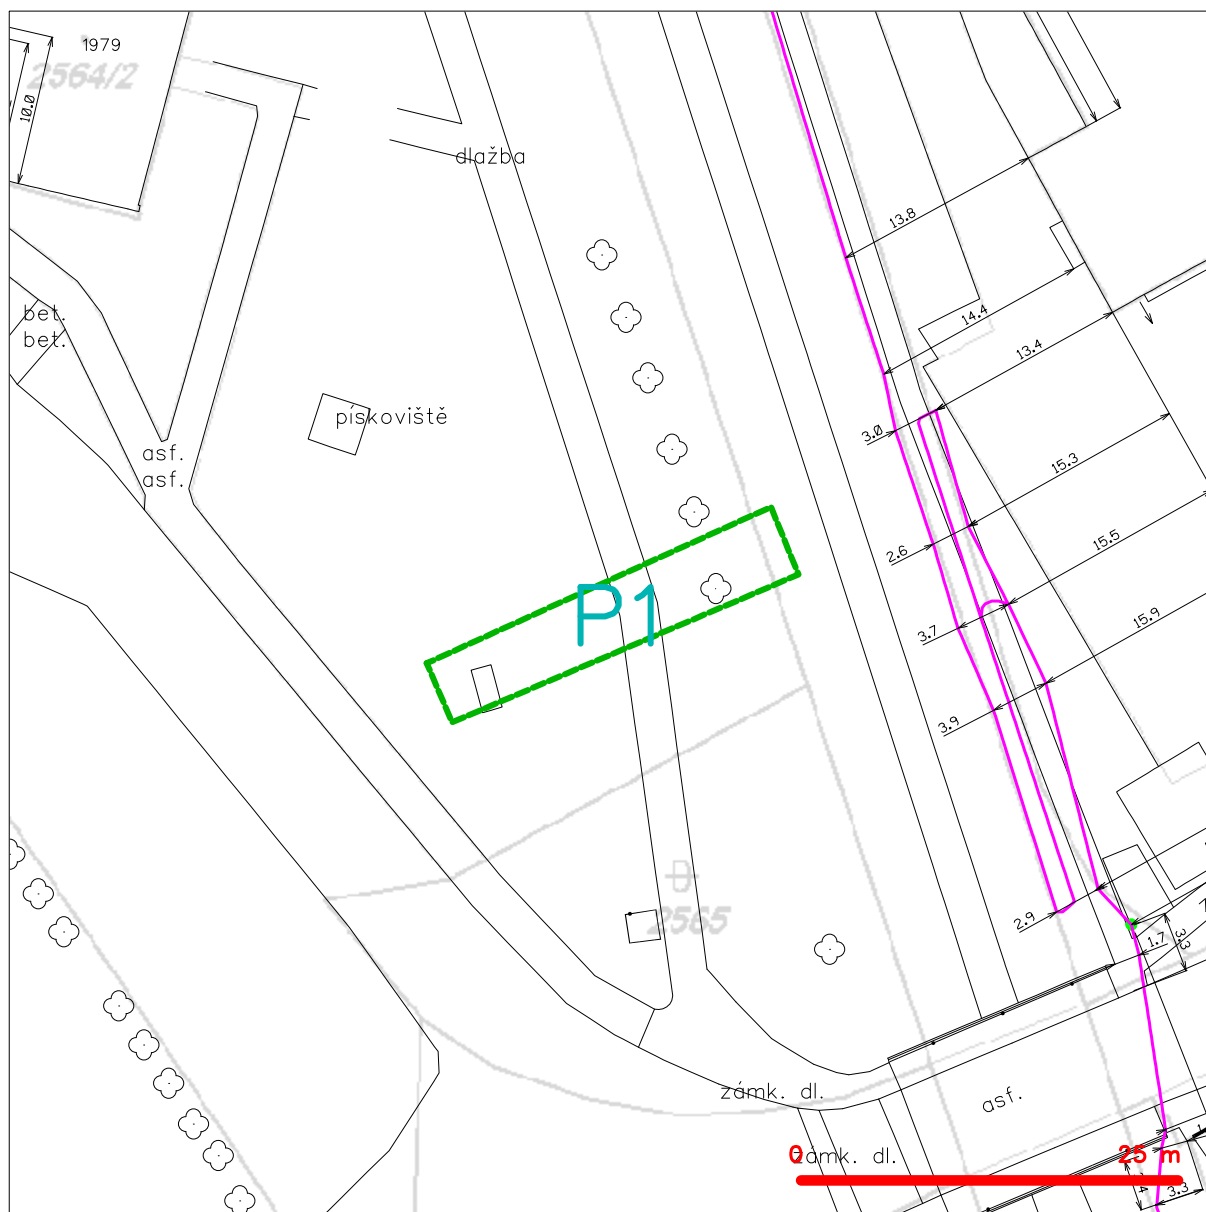 1979
2564/2
10.0
dlažba
13.8
bet.
bet.
14.4
13.4
pískoviště
3.0
asf.
asf.
15.3
2.6
15.5
P1
3.7
15.9
3.9
2565
2.9
1.7
3.3
zámk. dl.
asf.
0
25 m
zámk. dl.
3.3